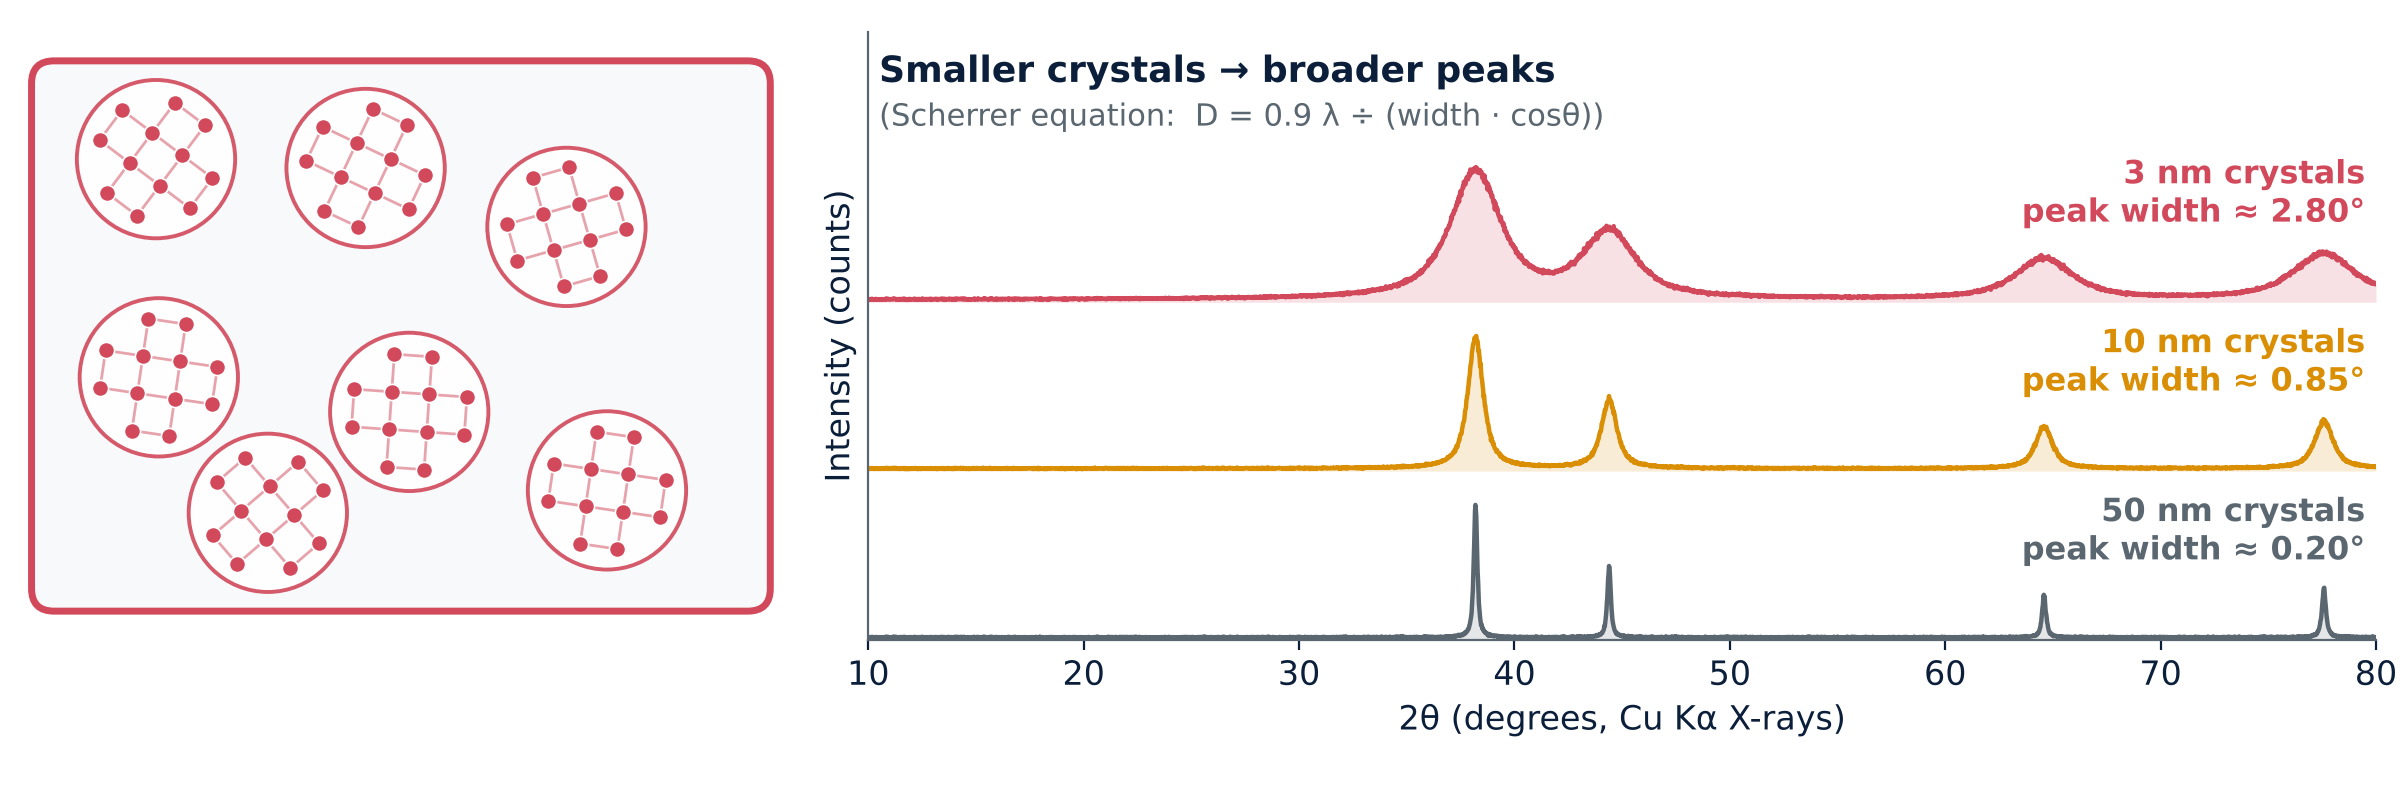 Smaller crystals → broader peaks
(Scherrer equation:  D = 0.9 λ ÷ (width · cosθ))
Intensity (counts)
3 nm crystals
peak width ≈ 2.80°
10 nm crystals
peak width ≈ 0.85°
50 nm crystals
peak width ≈ 0.20°
10 20 30 40 50 60 70 80
2θ (degrees, Cu Kα X-rays)